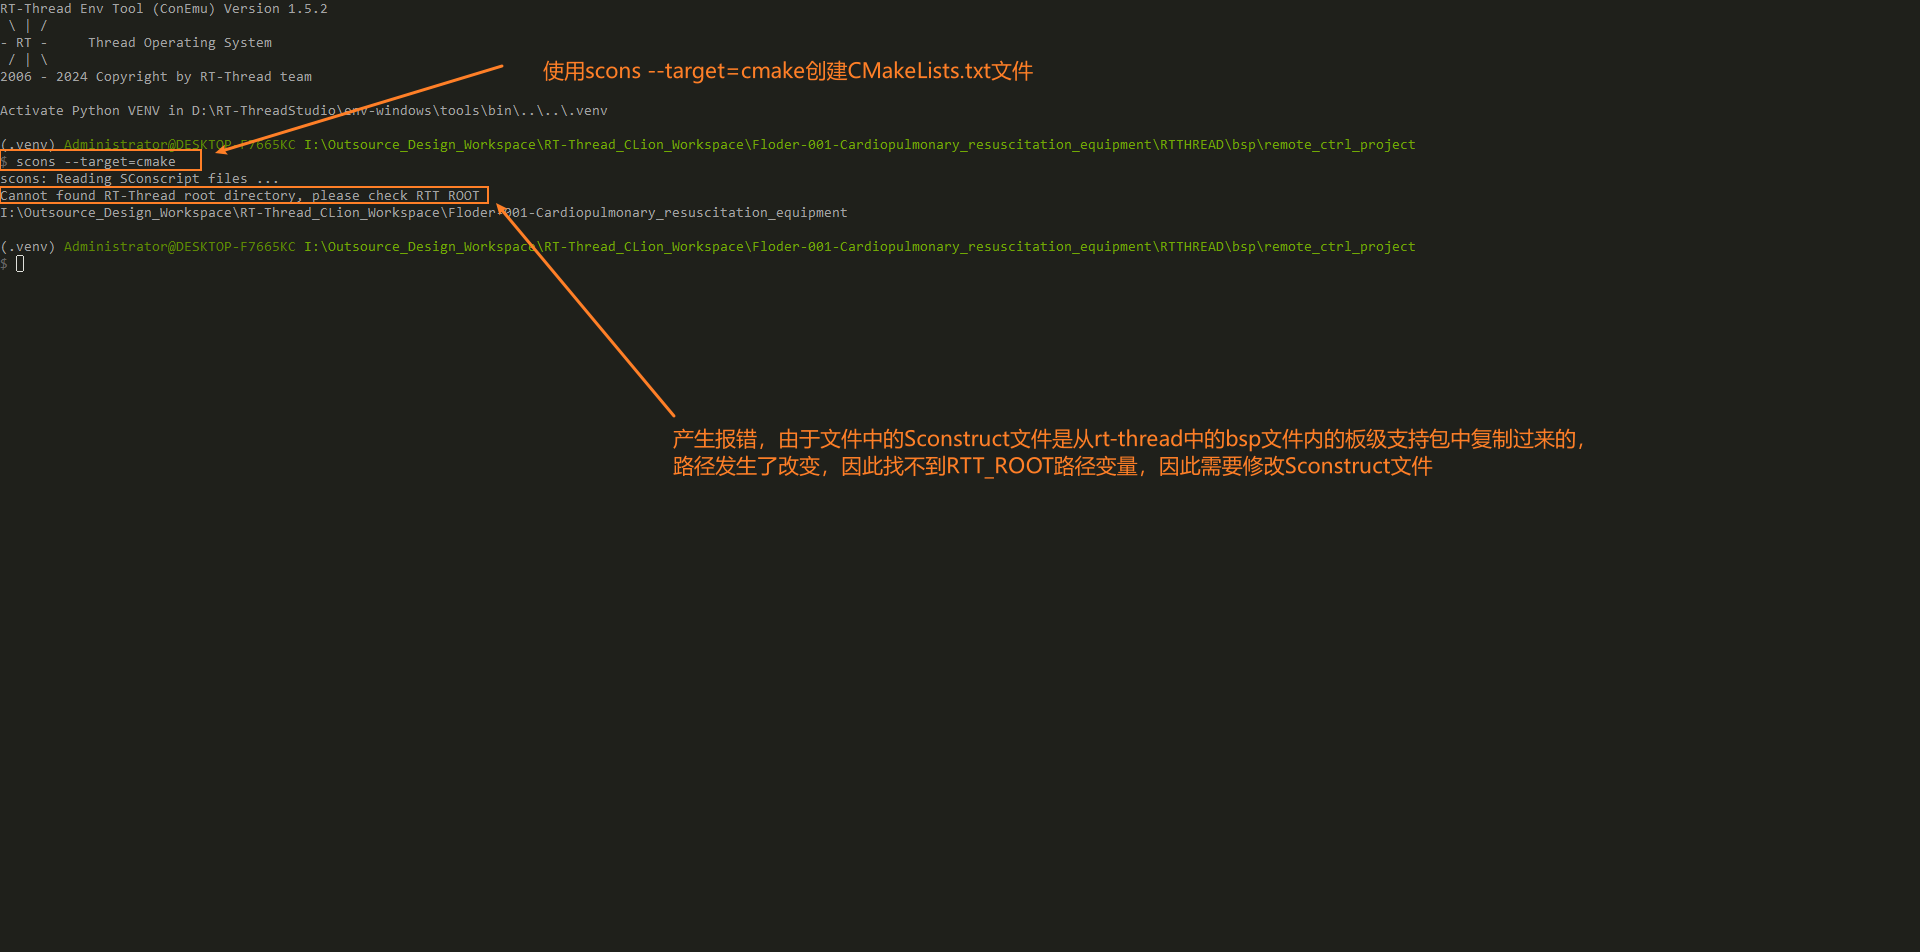 RT-Thread Env Tool (ConEmu) Version 1.5.2
\ | /
- RT -     Thread Operating System
/ | \
2006 - 2024 Copyright by RT-Thread team
使用scons --target=cmake创建CMakeLists.txt文件
Activate Python VENV in D:\RT-ThreadStudio\env-windows\tools\bin\..\..\.venv
(.venv) Administrator@DESKTOP-F7665KC I:\Outsource_Design_Workspace\RT-Thread_CLion_Workspace\Floder-001-Cardiopulmonary_resuscitation_equipment\RTTHREAD\bsp\remote_ctrl_project
$ scons --target=cmake
scons: Reading SConscript files ...
Cannot found RT-Thread root directory, please check RTT_ROOT
I:\Outsource_Design_Workspace\RT-Thread_CLion_Workspace\Floder-001-Cardiopulmonary_resuscitation_equipment
(.venv) Administrator@DESKTOP-F7665KC I:\Outsource_Design_Workspace\RT-Thread_CLion_Workspace\Floder-001-Cardiopulmonary_resuscitation_equipment\RTTHREAD\bsp\remote_ctrl_project
$
产生报错，由于文件中的Sconstruct文件是从rt-thread中的bsp文件内的板级支持包中复制过来的，
路径发生了改变，因此找不到RTT_ROOT路径变量，因此需要修改Sconstruct文件